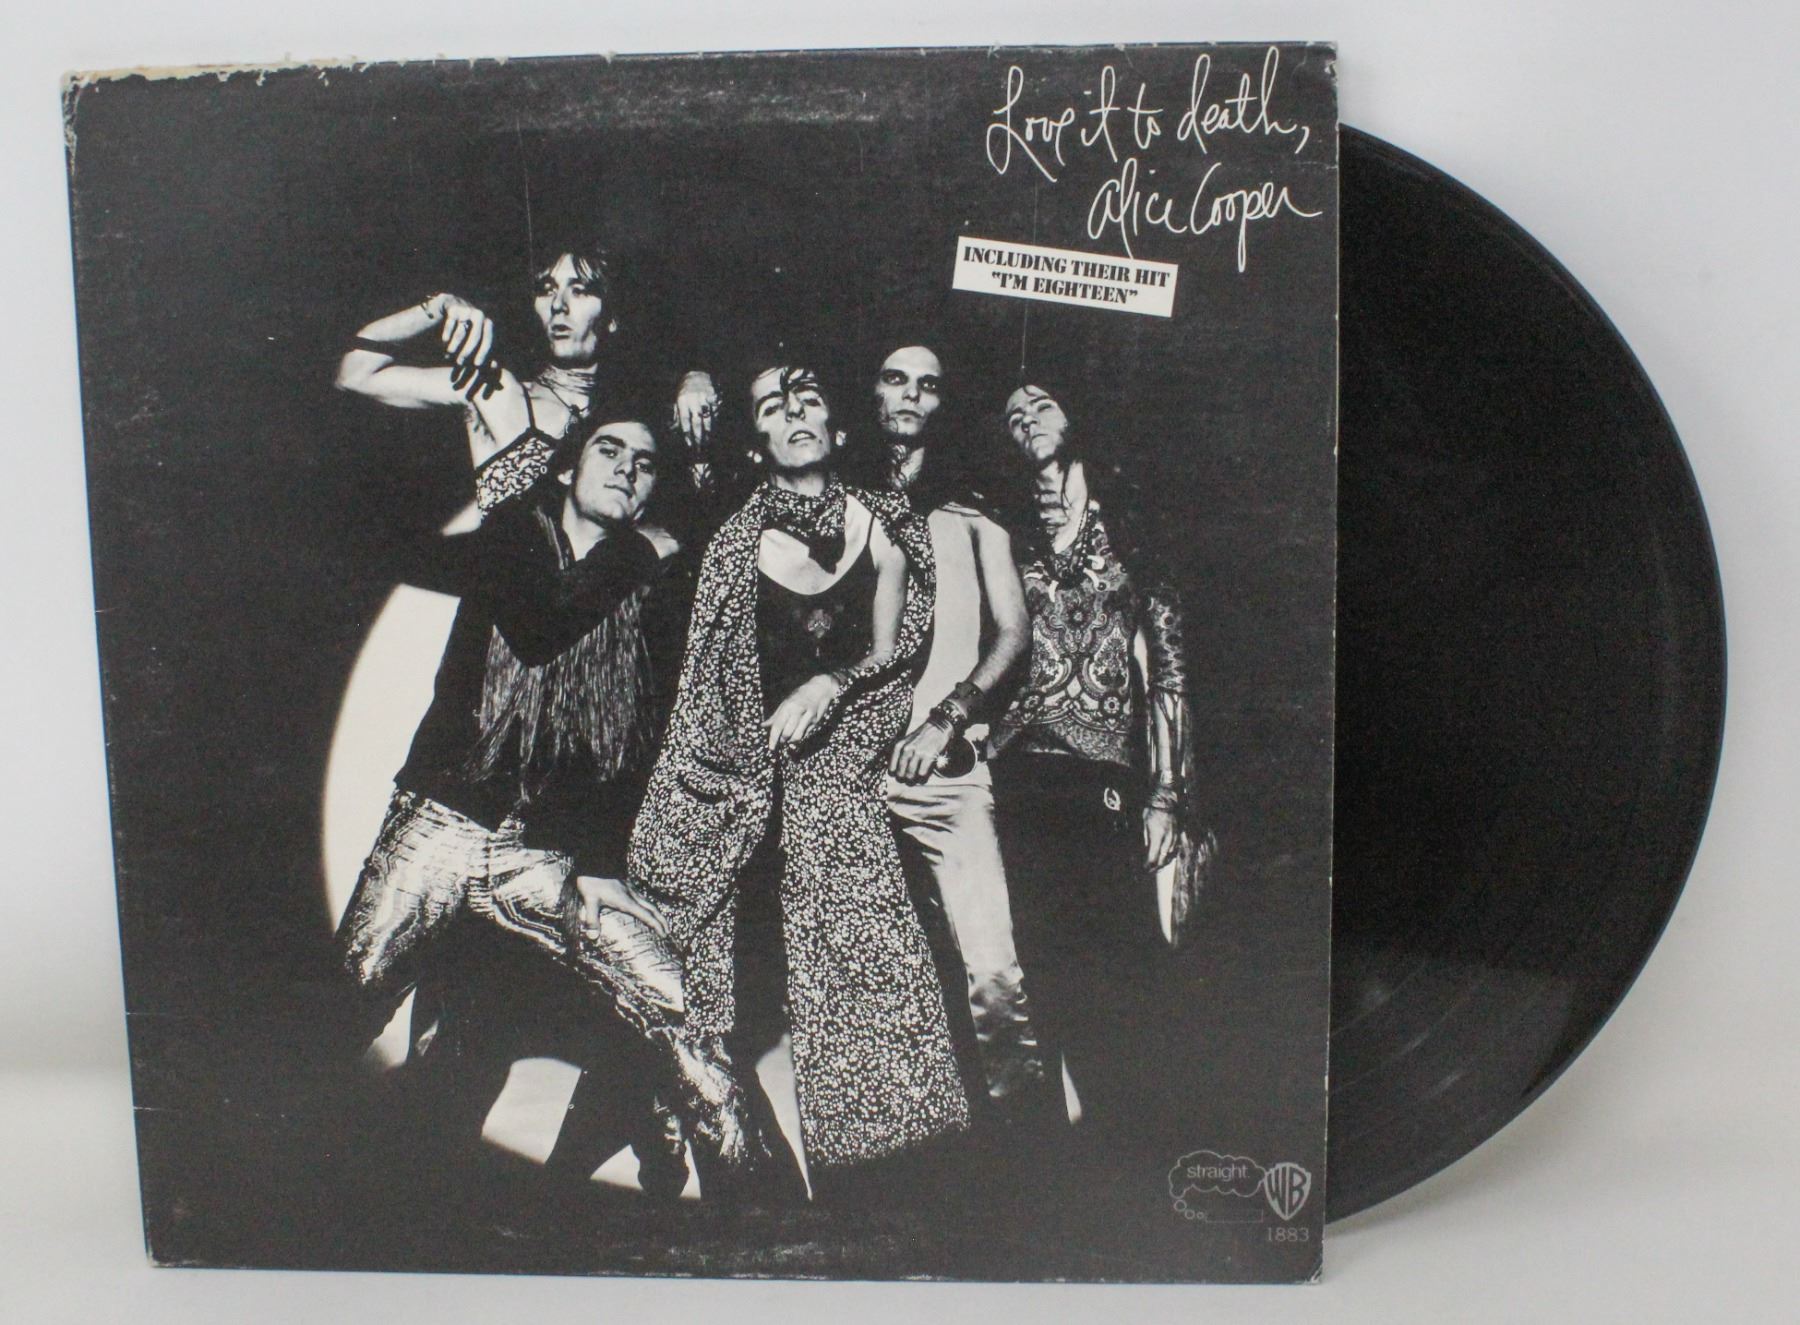 Love it to death,
Alice Cooper
INCLUDING THEIR HIT
"I'M EIGHTEEN"
straight
WB
1883